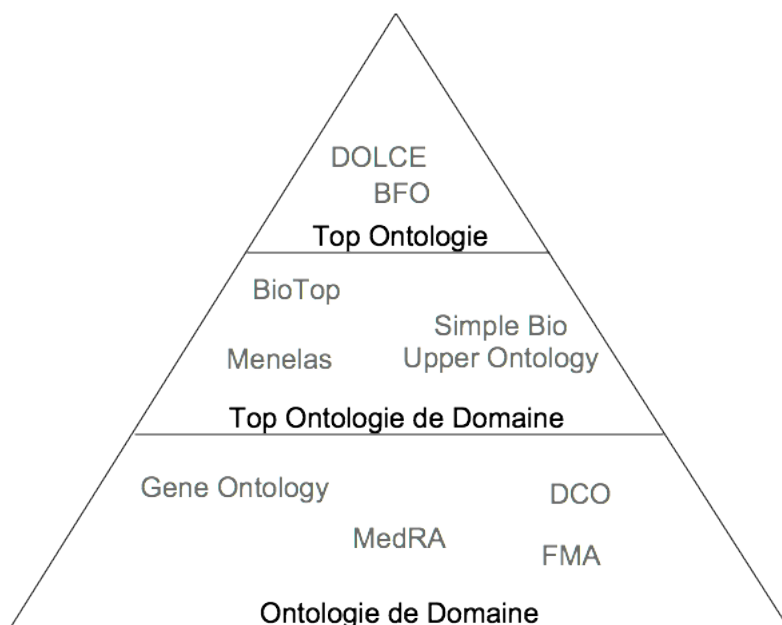 DOLCE
BFO
Top Ontologie
BioTop
Simple Bio
Upper Ontology
Menelas
Top Ontologie de Domaine
Gene Ontology
DCO
MedRA
FMA
Ontologie de Domaine